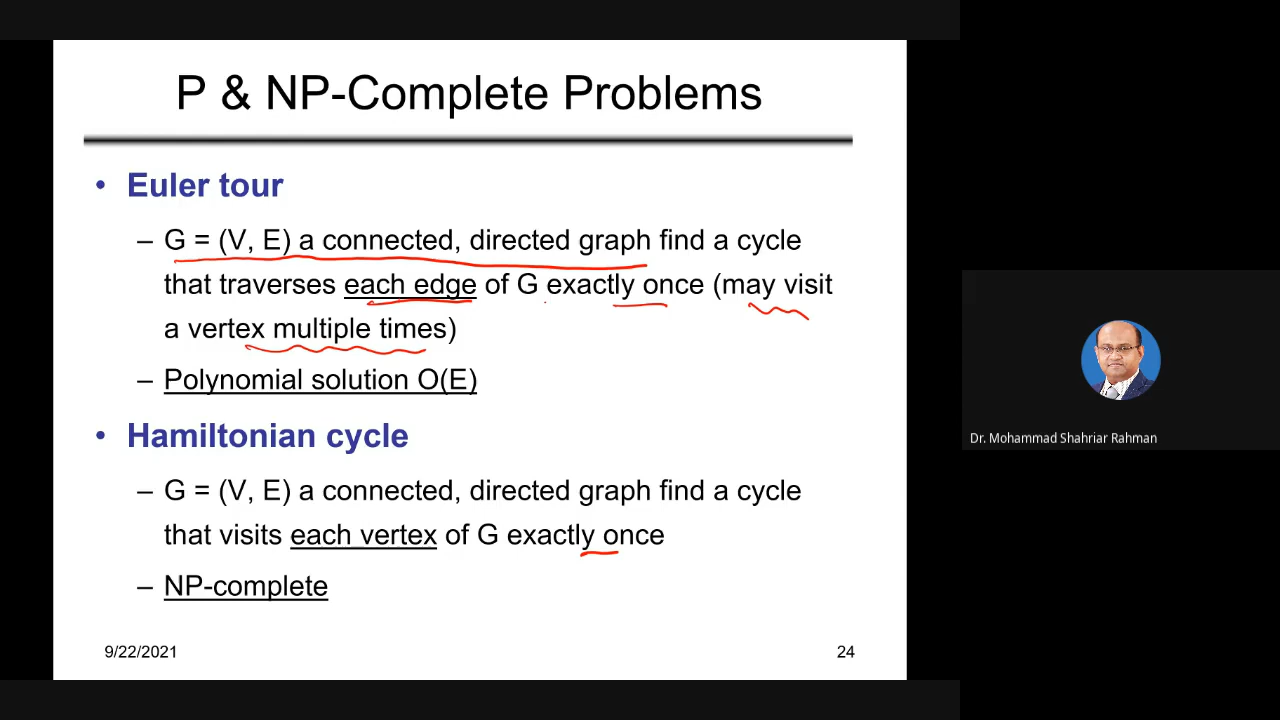 P & NP-Complete Problems
• Euler tour
– G = (V, E) a connected, directed graph find a cycle
that traverses each edge of G exactly once (may visit
a vertex multiple times)
– Polynomial solution O(E)
• Hamiltonian cycle
– G = (V, E) a connected, directed graph find a cycle
that visits each vertex of G exactly once
– NP-complete
9/22/2021
24
Dr. Mohammad Shahriar Rahman